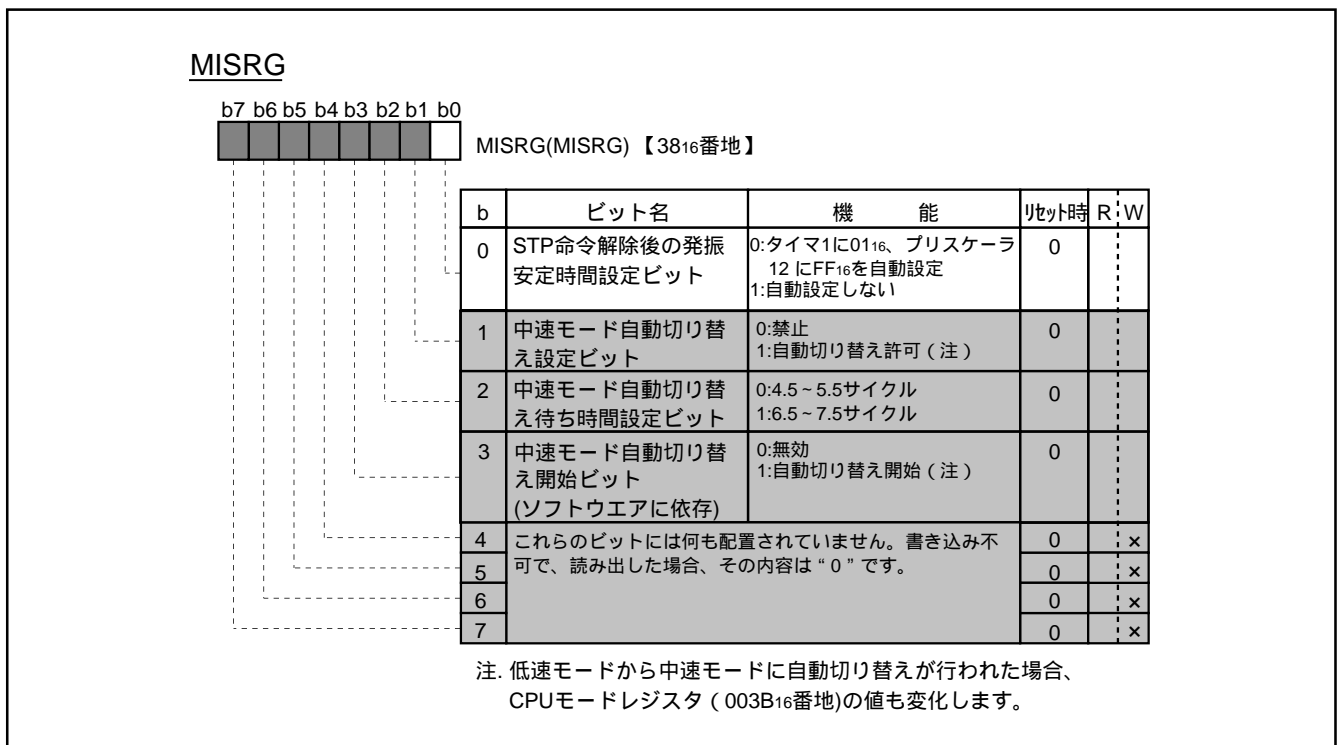 MISRG
b7 b6 b5 b4 b3 b2 b1 b0
MISRG(MISRG)【3816番地】
b ビット名 機 能 リセット時 R W
0 STP命令解除後の発振安定時間設定ビット 0:タイマ1に0116、プリスケーラ12 にFF16を自動設定 0
1:自動設定しない
1 中速モード自動切り替え設定ビット 0:禁止 0
1:自動切り替え許可(注)
2 中速モード自動切り替え待ち時間設定ビット 0:4.5~5.5サイクル 0
1:6.5~7.5サイクル
3 中速モード自動切り替え開始ビット 0:無効 0
(ソフトウエアに依存) 1:自動切り替え開始(注)
4 これらのビットには何も配置されていません。書き込み不 0 ×
5 可で、読み出した場合、その内容は“0”です。 0 ×
6 0 ×
7 0 ×
注. 低速モードから中速モードに自動切り替えが行われた場合、
CPUモードレジスタ(003B16番地)の値も変化します。